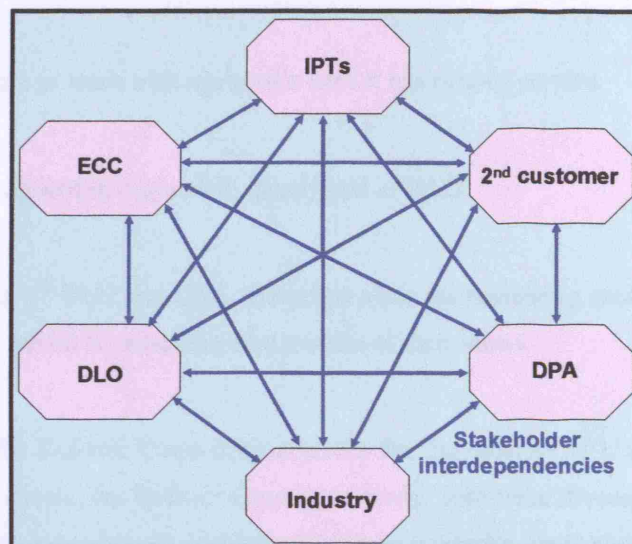 IPTs
ECC
2nd customer
DLO
DPA
Stakeholder
interdependencies
Industry